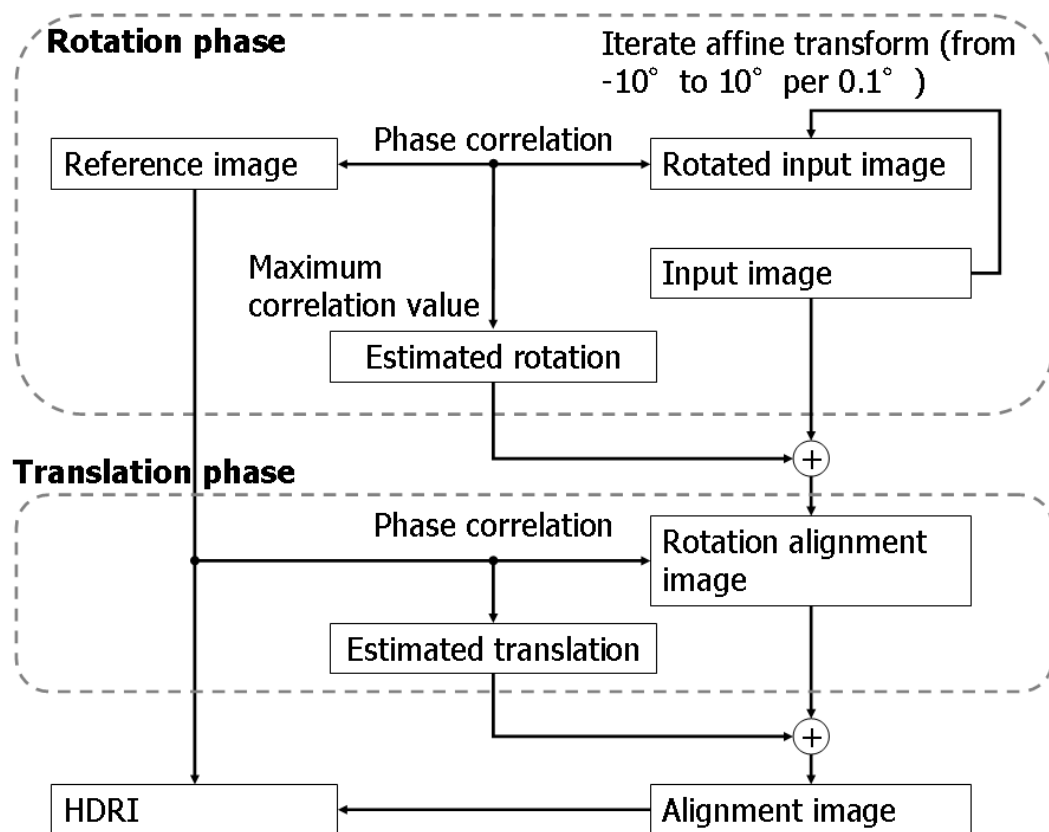 Rotation phase
Iterate affine transform (from
-10° to 10° per 0.1° )
Phase correlation
Reference image
Rotated input image
Maximum
correlation value
Input image
Estimated rotation
+
Translation phase
Phase correlation
Rotation alignment
image
Estimated translation
+
HDRI
Alignment image